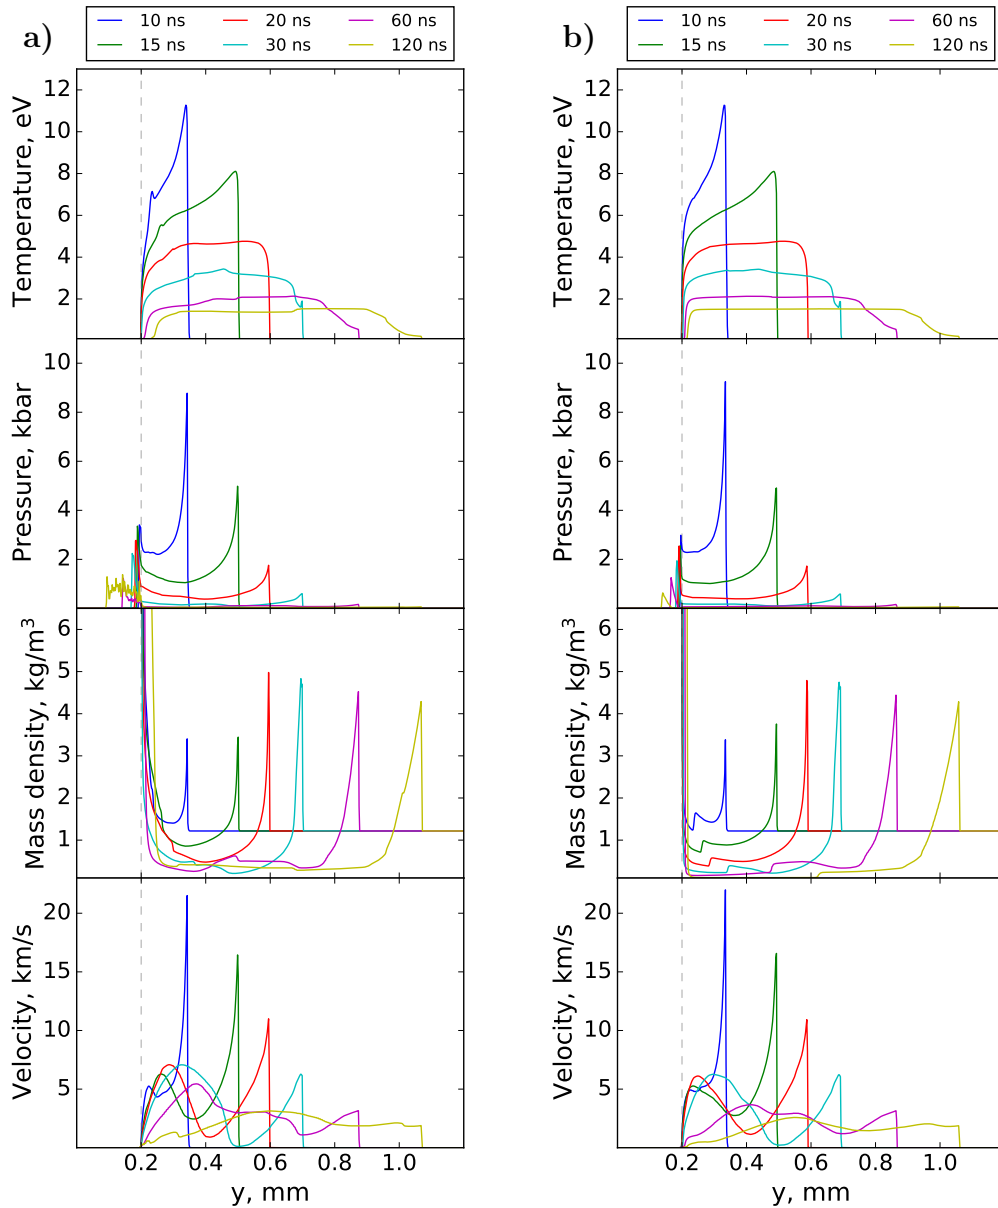 a)
10 ns 20 ns 60 ns
15 ns 30 ns 120 ns
Temperature, eV
12
10
8
6
4
2
Pressure, kbar
10
8
6
4
2
Mass density, kg/m³
6
5
4
3
2
1
Velocity, km/s
20
15
10
5
0.2 0.4 0.6 0.8 1.0
y, mm
b)
10 ns 20 ns 60 ns
15 ns 30 ns 120 ns
Temperature, eV
12
10
8
6
4
2
Pressure, kbar
10
8
6
4
2
Mass density, kg/m³
6
5
4
3
2
1
Velocity, km/s
20
15
10
5
0.2 0.4 0.6 0.8 1.0
y, mm